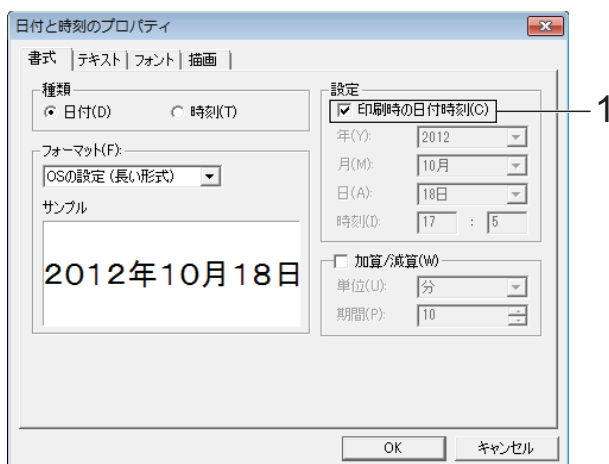 日付と時刻のプロパティ
書式 テキスト フォント 描画
種類
日付(D) 時刻(T)
フォーマット(F):
OSの設定 (長い形式)
サンプル
2012年10月18日
設定
印刷時の日付時刻(C)
1
年(Y): 2012
月(M): 10月
日(A): 18日
時刻(I): 17 : 5
加算/減算(W)
単位(U): 分
期間(P): 10
OK キャンセル